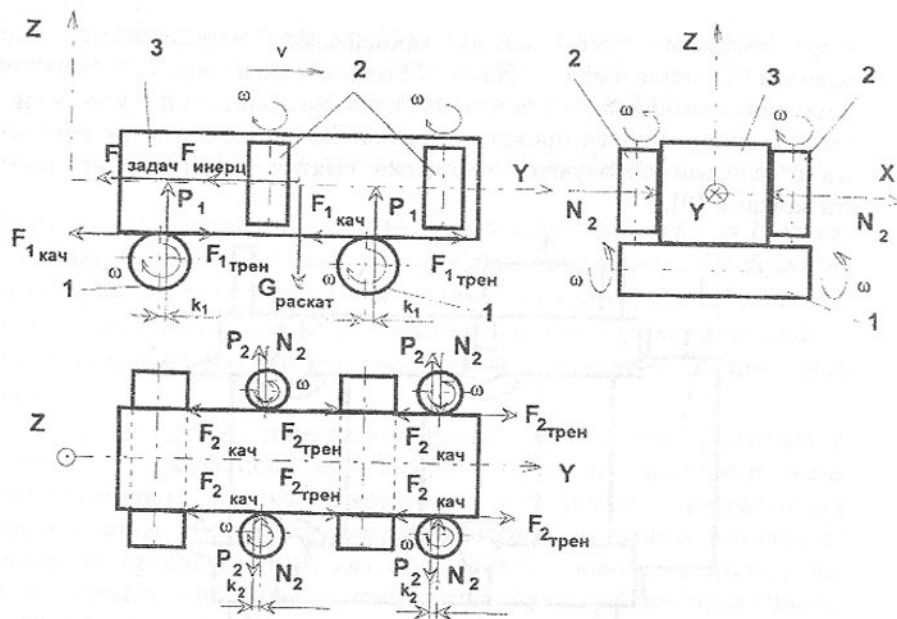 Z
3
v
2
ω
ω
F задач
F инерц
P₁
F₁ кач
P₁
Y
F₁ кач
F₁ трен
ω
G раскат
ω
F₁ трен
1
k₁
k₁
1
Z
2
3
2
ω
ω
X
N₂
Y
N₂
ω
ω
1
P₂ N₂
P₂ N₂
ω
ω
Z
F₂ кач
F₂ трен
F₂ кач
F₂ трен
Y
F₂ кач
F₂ трен
F₂ кач
F₂ трен
ω
ω
P₂ N₂
P₂ N₂
k₂
k₂